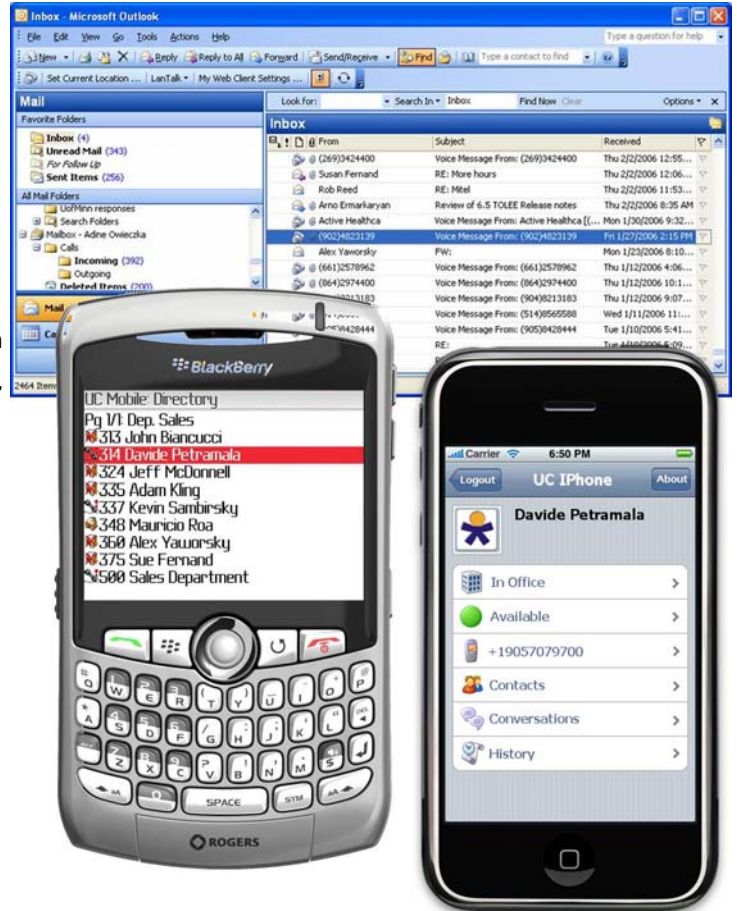 Inbox - Microsoft Outlook
File Edit View Go Tools Actions Help
Type a question for help
New Reply Reply to All Forward Send/Receive Find Type a contact to find
Set Current Location ... LanTalk My Web Client Settings ...
Mail
Favorite Folders
Inbox (4)
Unread Mail (343)
For Follow Up
Sent Items (256)
All Mail Folders
UofMinn responses
Search Folders
Mailbox - Adine Owieczka
Calls
Incoming (392)
Outgoing
Deleted Items (200)
Mail
2464 Items
Look for: Search In Inbox Find Now Clear Options
Inbox
From Subject Received
(269)3424400 Voice Message From: (269)3424400 Thu 2/2/2006 12:55...
Susan Fernand RE: More hours Thu 2/2/2006 12:06...
Rob Reed RE: Mitel Thu 2/2/2006 11:53...
Arno Ermarkaryan Review of 6.5 TOLEE Release notes Thu 2/2/2006 8:35 AM
Active Healthca Voice Message From: Active Healthca [(... Mon 1/30/2006 9:32...
(902)4823139 Voice Message From: (902)4823139 Fri 1/27/2006 2:15 PM
Alex Yaworsky FW: Mon 1/23/2006 8:10...
(661)2578962 Voice Message From: (661)2578962 Thu 1/12/2006 4:06...
(864)2974400 Voice Message From: (864)2974400 Thu 1/12/2006 10:1...
Voice Message From: (904)8213183 Thu 1/12/2006 9:07...
Voice Message From: (514)8565588 Wed 1/11/2006 11:...
Voice Message From: (905)8428444 Tue 1/10/2006 5:41...
RE: Tue 1/10/2006 5:09...
BlackBerry
UC Mobile: Directory
Pg 1/1: Dep. Sales
313 John Biancucci
314 Davide Petramala
324 Jeff McDonnell
335 Adam Kling
337 Kevin Sambirsky
348 Mauricio Roa
360 Alex Yaworsky
375 Sue Fernand
500 Sales Department
Q W E R T Y U I O P
A S D F G H J K L DEL
Z X C V B N M $
aA 0 SPACE SYM aA
ROGERS
Carrier 6:50 PM
Logout UC IPhone About
Davide Petramala
In Office
Available
+19057079700
Contacts
Conversations
History